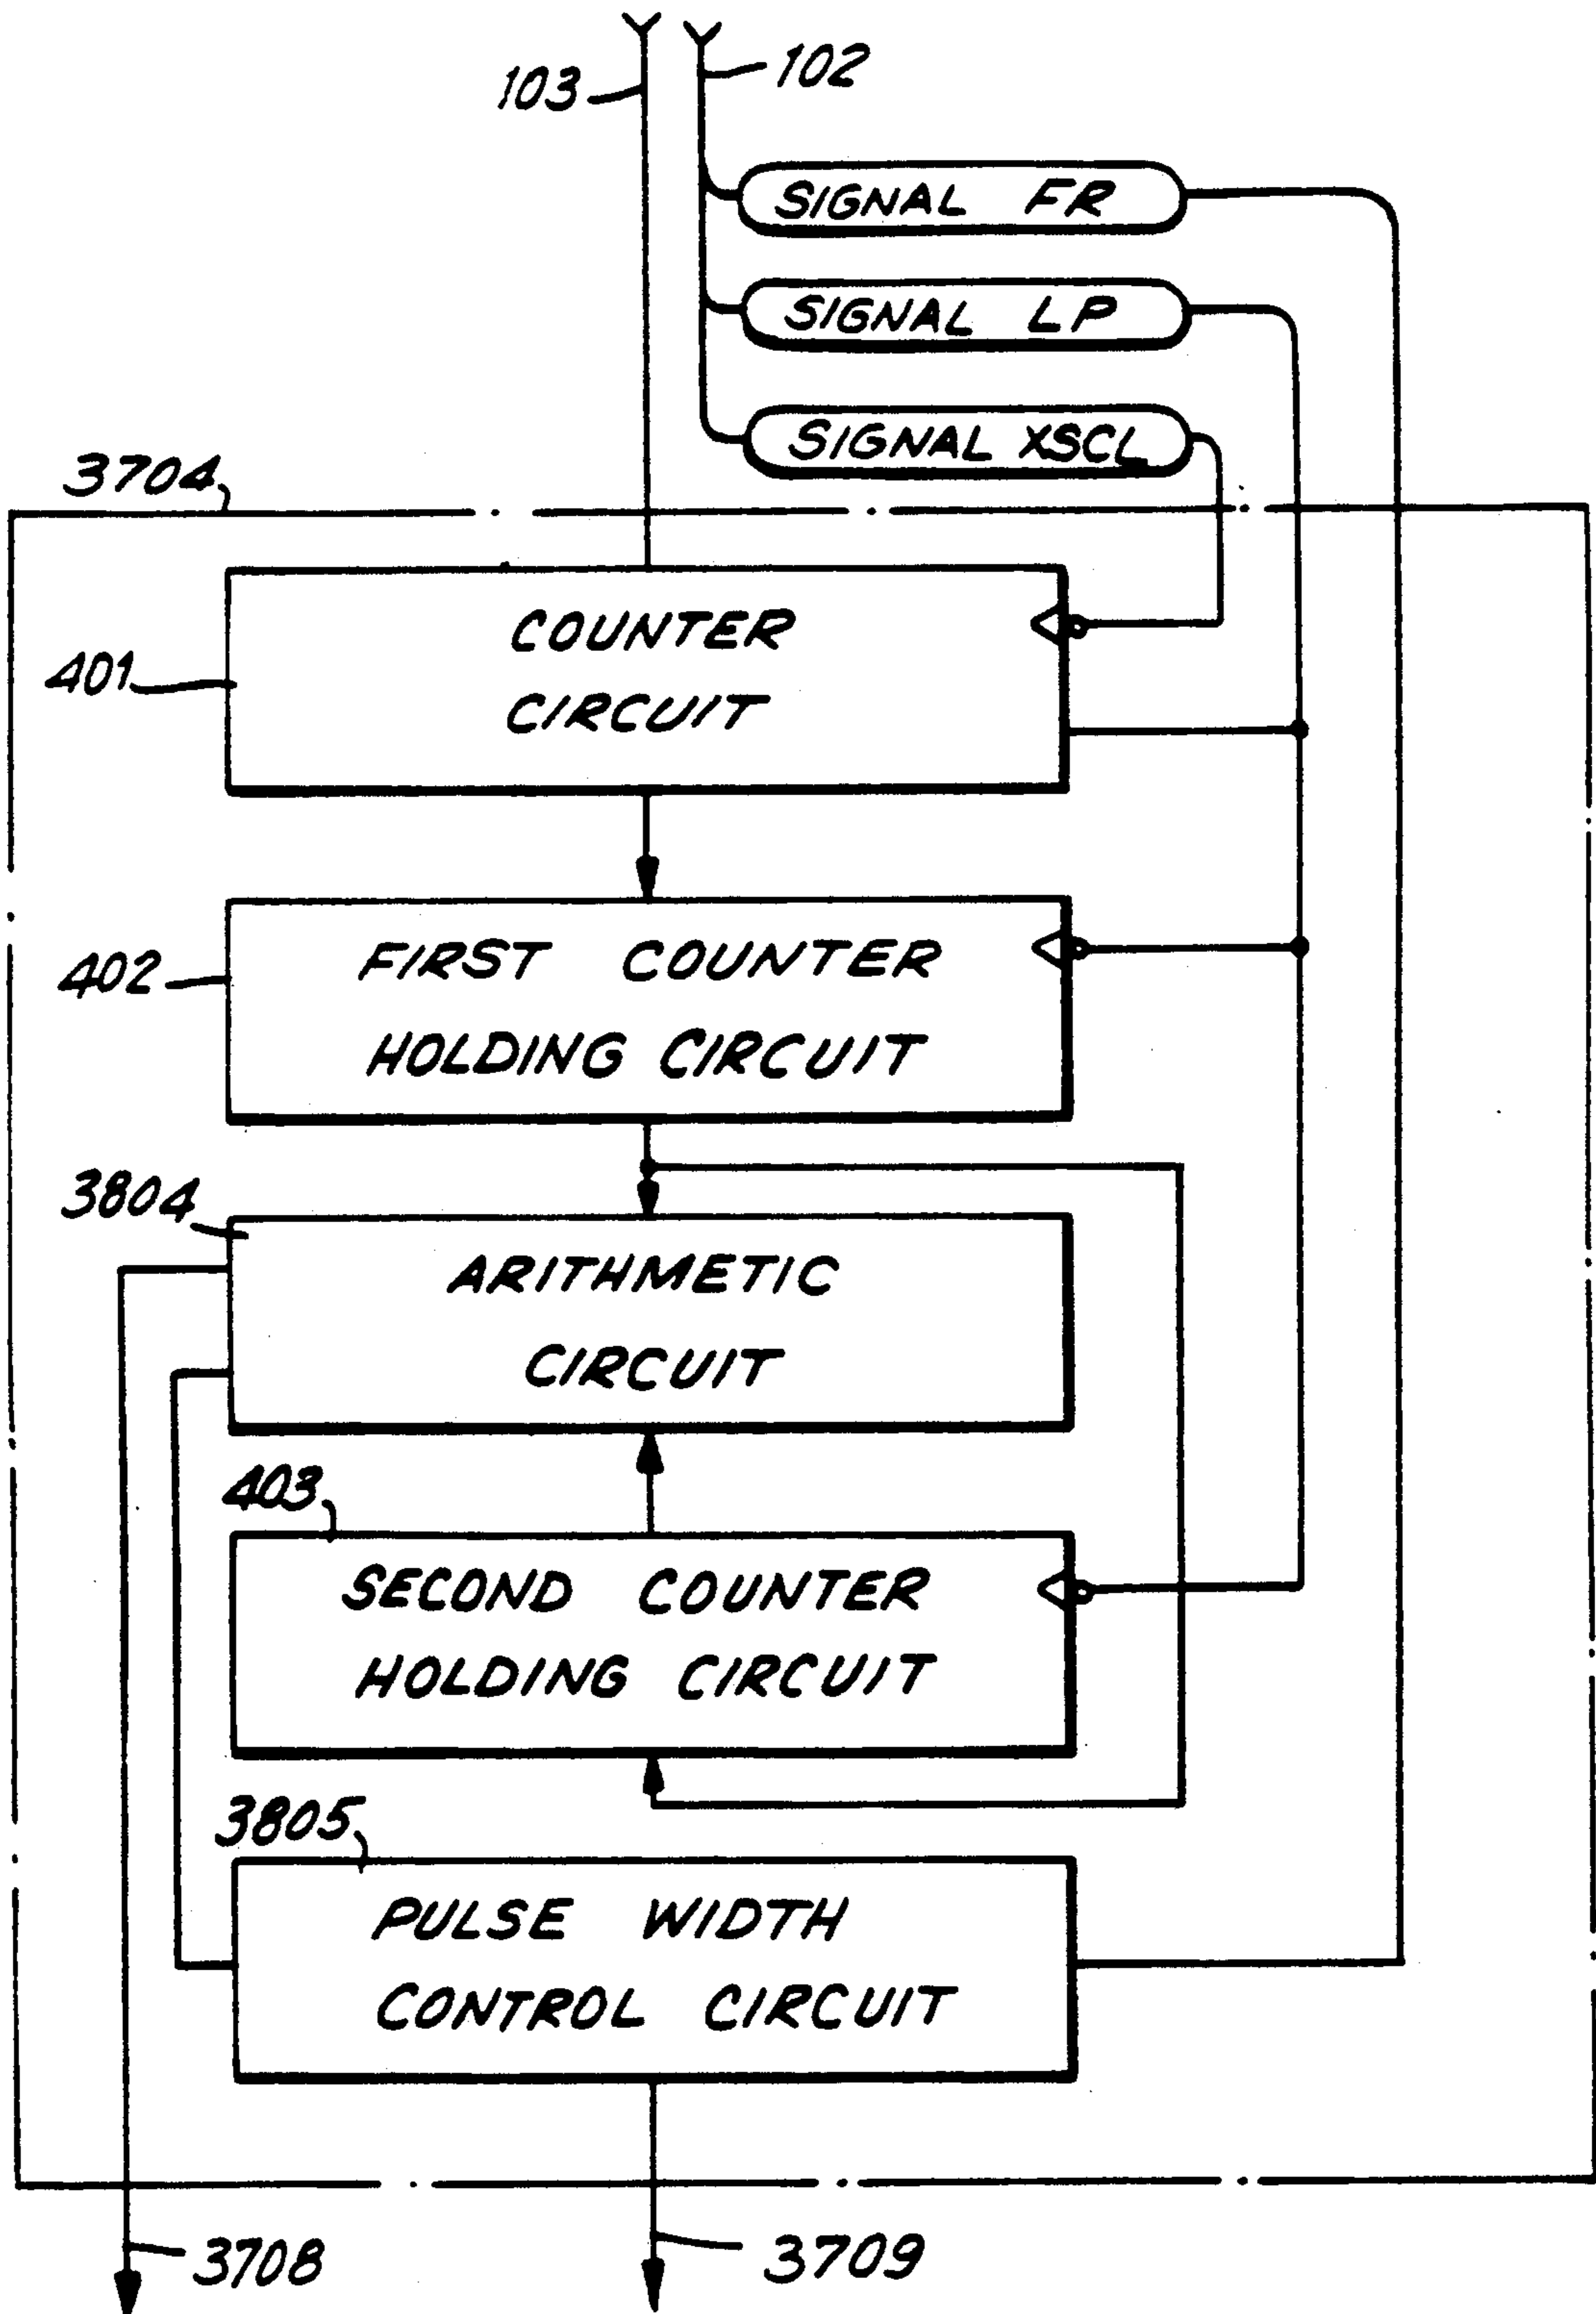 103
102
SIGNAL FR
SIGNAL LP
SIGNAL XSCL
3704
COUNTER
CIRCUIT
401
FIRST COUNTER
HOLDING CIRCUIT
402
3804
ARITHMETIC
CIRCUIT
403
SECOND COUNTER
HOLDING CIRCUIT
3805
PULSE WIDTH
CONTROL CIRCUIT
3708
3709